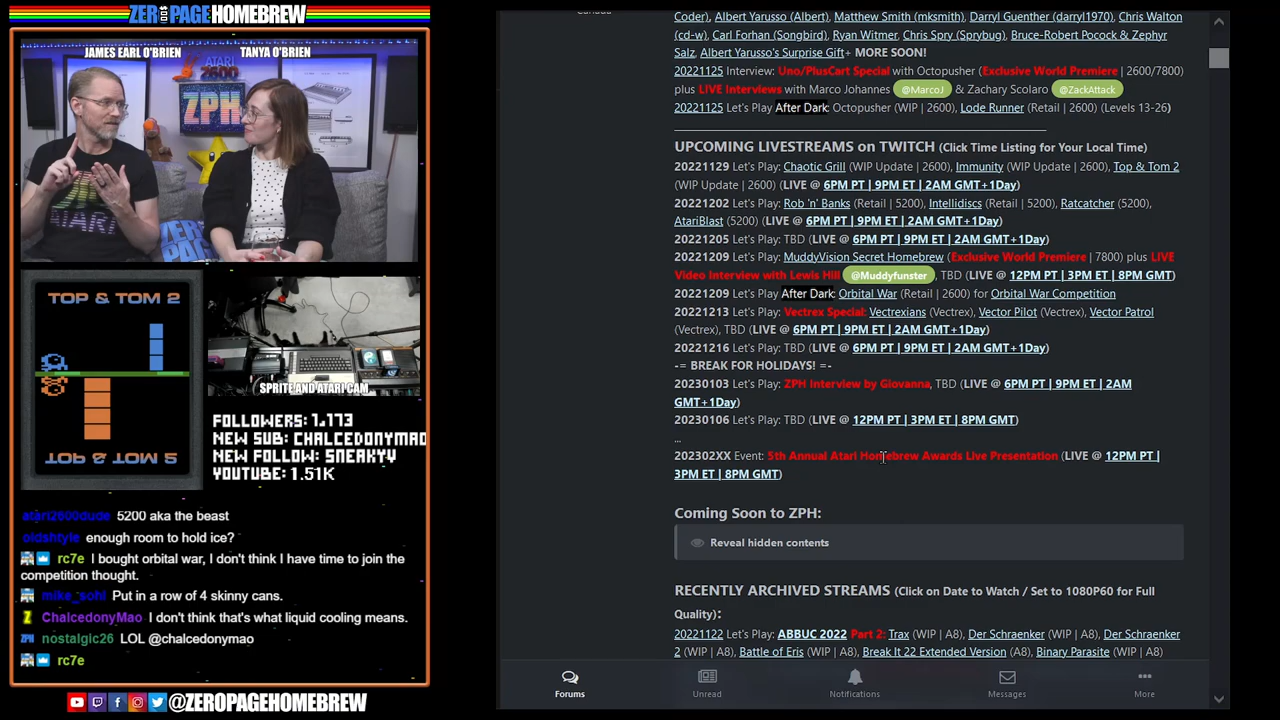 ZERO PAGE HOMEBREW
JAMES EARL O'BRIEN
TANYA O'BRIEN
ATARI
2600
ZPH
ATARI
ZERO
PAGE
TOP & TOM 2
TOP & TOM 2
SPRITE AND ATARI CAM
FOLLOWERS: 1,173
NEW SUB: CHALCEDONYMAO
NEW FOLLOW: SNEAKTY
YOUTUBE: 1.51K
atari2600dude 5200 aka the beast
oldshtyle enough room to hold ice?
rc7e I bought orbital war, I don't think I have time to join the
competition thought.
mike_sohl Put in a row of 4 skinny cans.
ChalcedonyMao I don't think that's what liquid cooling means.
nostalgic26 LOL @chalcedonymao
rc7e
@ZEROPAGEHOMEBREW
Canada
Coder), Albert Yarusso (Albert), Matthew Smith (mksmith), Darryl Guenther (darryl1970), Chris Walton
(cd-w), Carl Forhan (Songbird), Ryan Witmer, Chris Spry (Sprybug), Bruce-Robert Pocock & Zephyr
Salz, Albert Yarusso's Surprise Gift+ MORE SOON!
20221125 Interview: Uno/PlusCart Special with Octopusher (Exclusive World Premiere | 2600/7800)
plus LIVE Interviews with Marco Johannes @MarcoJ & Zachary Scolaro @ZackAttack
20221125 Let's Play After Dark: Octopusher (WIP | 2600), Lode Runner (Retail | 2600) (Levels 13-26)
UPCOMING LIVESTREAMS on TWITCH (Click Time Listing for Your Local Time)
20221129 Let's Play: Chaotic Grill (WIP Update | 2600), Immunity (WIP Update | 2600), Top & Tom 2
(WIP Update | 2600) (LIVE @ 6PM PT | 9PM ET | 2AM GMT+1Day)
20221202 Let's Play: Rob 'n' Banks (Retail | 5200), Intellidiscs (Retail | 5200), Ratcatcher (5200),
AtariBlast (5200) (LIVE @ 6PM PT | 9PM ET | 2AM GMT+1Day)
20221205 Let's Play: TBD (LIVE @ 6PM PT | 9PM ET | 2AM GMT+1Day)
20221209 Let's Play: MuddyVision Secret Homebrew (Exclusive World Premiere | 7800) plus LIVE
Video Interview with Lewis Hill @Muddyfunster, TBD (LIVE @ 12PM PT | 3PM ET | 8PM GMT)
20221209 Let's Play After Dark: Orbital War (Retail | 2600) for Orbital War Competition
20221213 Let's Play: Vectrex Special: Vectrexians (Vectrex), Vector Pilot (Vectrex), Vector Patrol
(Vectrex), TBD (LIVE @ 6PM PT | 9PM ET | 2AM GMT+1Day)
20221216 Let's Play: TBD (LIVE @ 6PM PT | 9PM ET | 2AM GMT+1Day)
-= BREAK FOR HOLIDAYS! =-
20230103 Let's Play: ZPH Interview by Giovanna, TBD (LIVE @ 6PM PT | 9PM ET | 2AM
GMT+1Day)
20230106 Let's Play: TBD (LIVE @ 12PM PT | 3PM ET | 8PM GMT)
...
202302XX Event: 5th Annual Atari Homebrew Awards Live Presentation (LIVE @ 12PM PT |
3PM ET | 8PM GMT)
Coming Soon to ZPH:
Reveal hidden contents
RECENTLY ARCHIVED STREAMS (Click on Date to Watch / Set to 1080P60 for Full
Quality):
20221122 Let's Play: ABBUC 2022 Part 2: Trax (WIP | A8), Der Schraenker (WIP | A8), Der Schraenker
2 (WIP | A8), Battle of Eris (WIP | A8), Break It 22 Extended Version (A8), Binary Parasite (WIP | A8)
Forums
Unread
Notifications
Messages
More